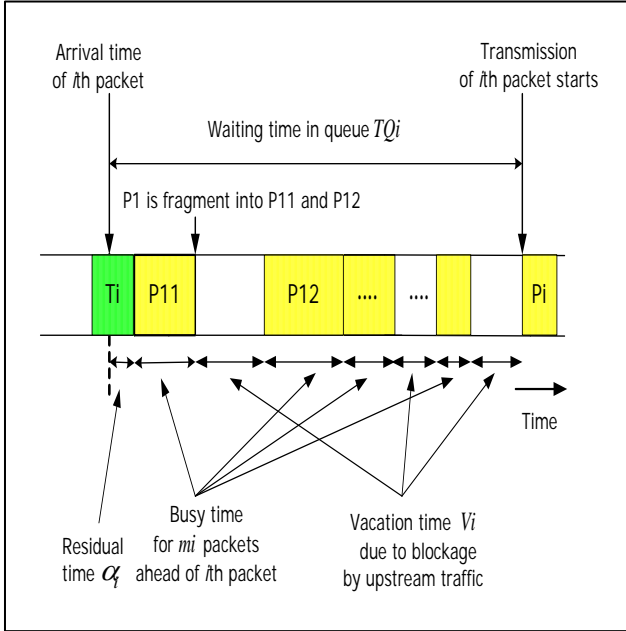 Arrival time
of ith packet
Transmission
of ith packet starts
Waiting time in queue TQi
P1 is fragment into P11 and P12
Ti
P11
P12
....
....
Pi
Time
Residual
time αi
Busy time
for mi packets
ahead of ith packet
Vacation time Vi
due to blockage
by upstream traffic